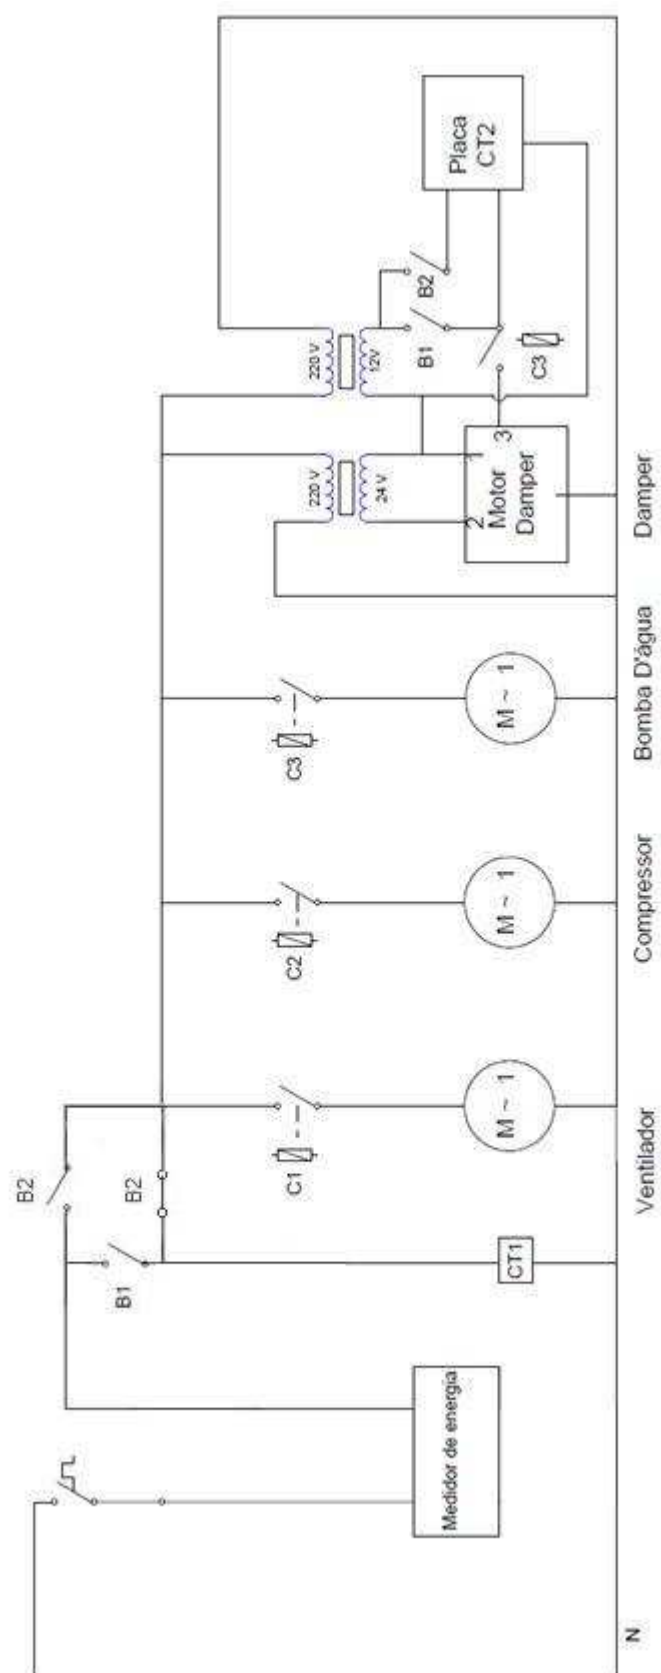 B2
B1
B2
C1
C2
C3
220 V
24 V
220 V
12V
B1
B2
Placa
CT2
C3
2
3
Motor
Damper
Medidor de energia
CT1
M ~ 1
M ~ 1
M ~ 1
N
Ventilador
Compressor
Bomba D'água
Damper